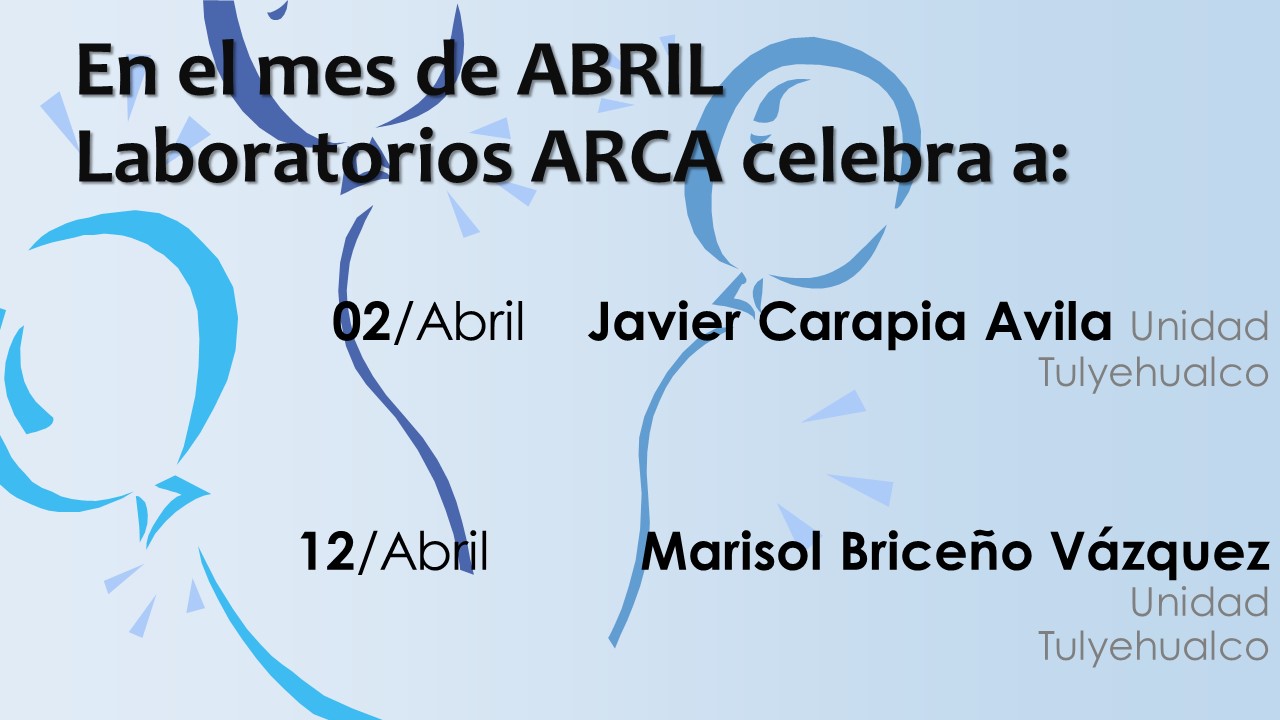 En el mes de ABRIL
Laboratorios ARCA celebra a:
02/Abril Javier Carapia Avila Unidad
Tulyehualco
12/Abril Marisol Briceño Vázquez
Unidad
Tulyehualco